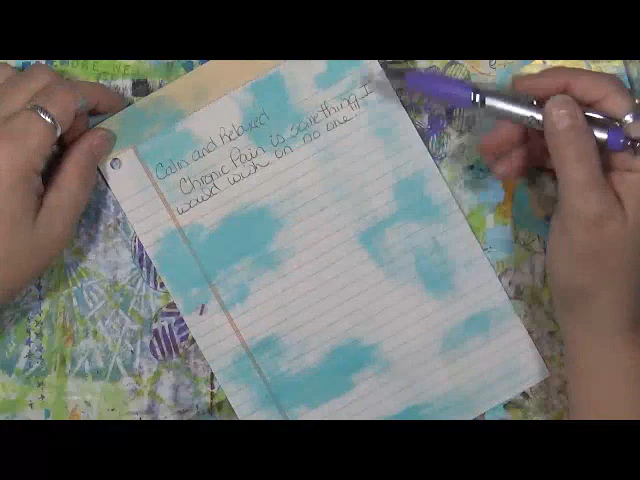 Calm and Relaxed
Chronic Pain is something I
would wish on no one!!